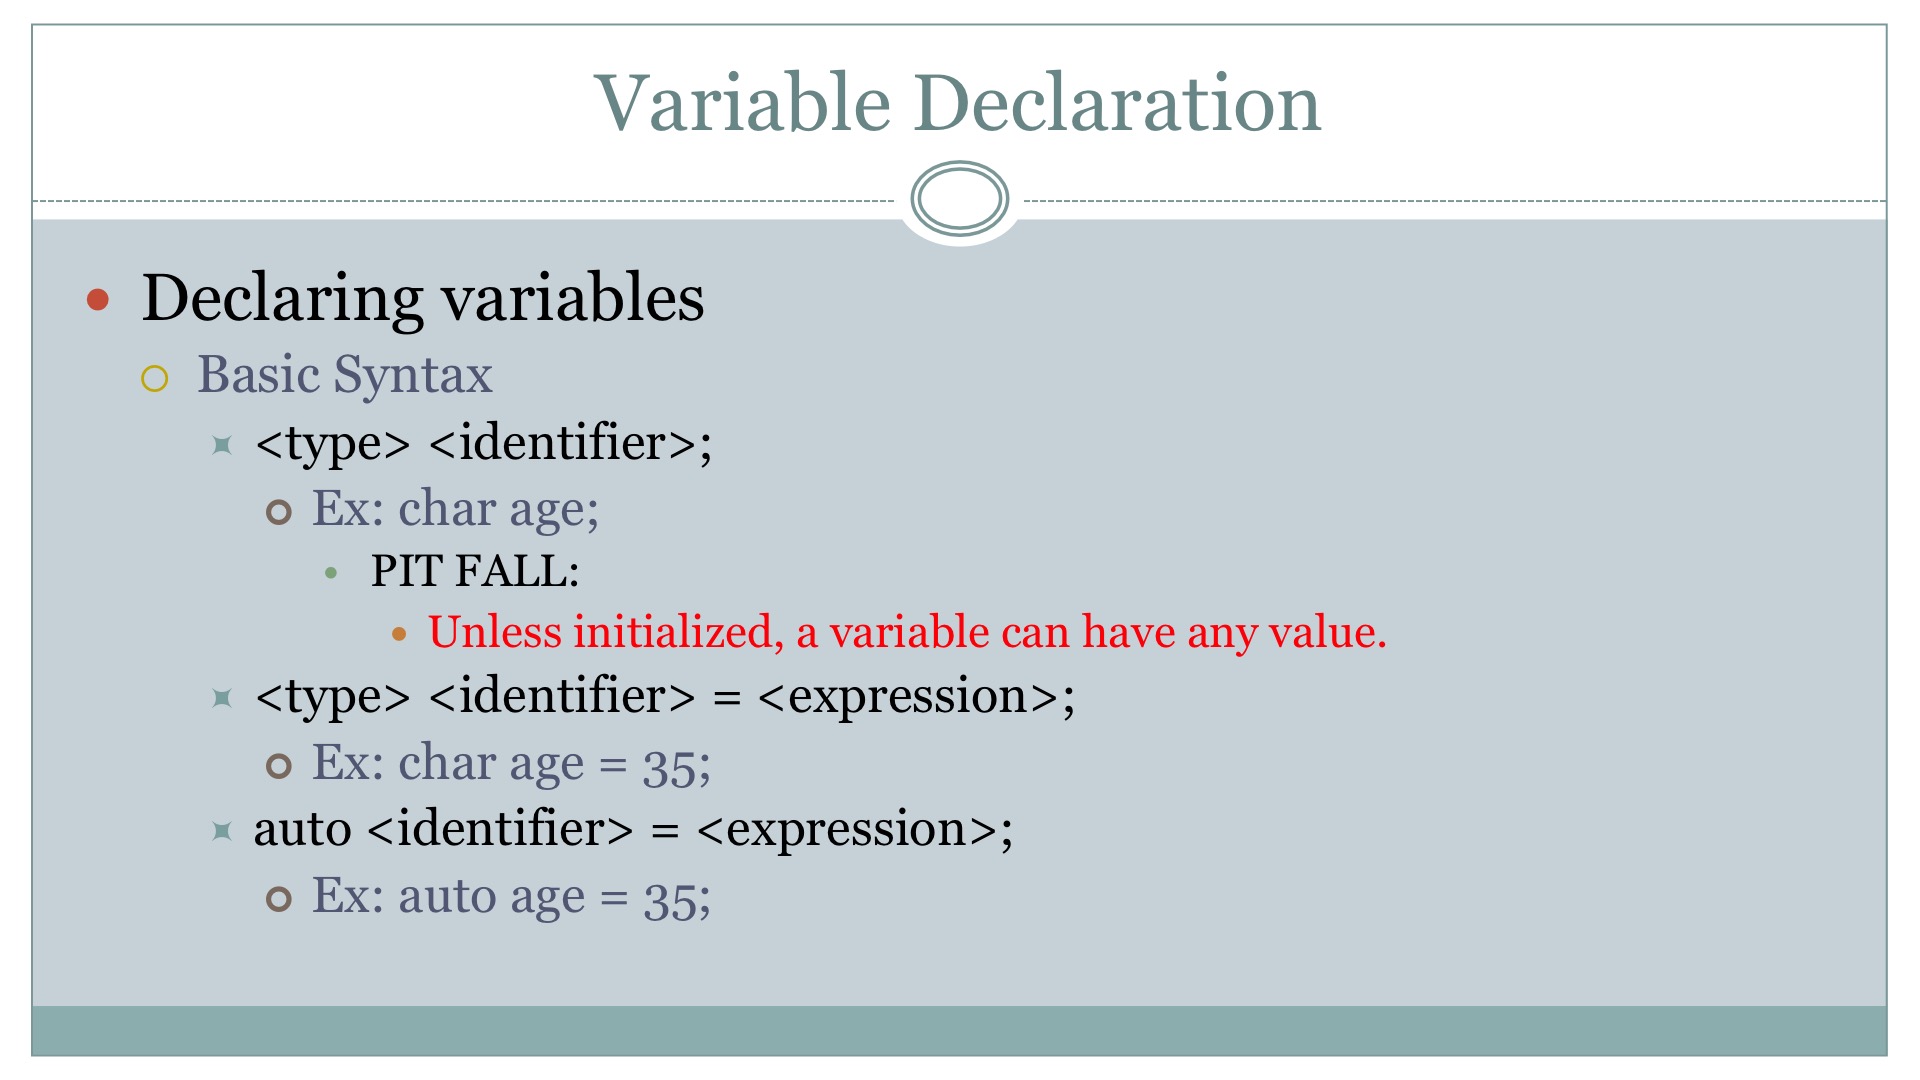 Variable Declaration
Declaring variables
Basic Syntax
<type> <identifier>;
Ex: char age;
PIT FALL:
Unless initialized, a variable can have any value.
<type> <identifier> = <expression>;
Ex: char age = 35;
auto <identifier> = <expression>;
Ex: auto age = 35;